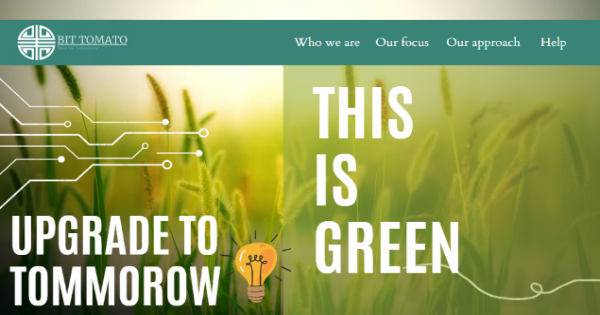 BIT TOMATO
Who we are Our focus Our approach Help
THIS
IS
GREEN
UPGRADE TO
TOMMOROW